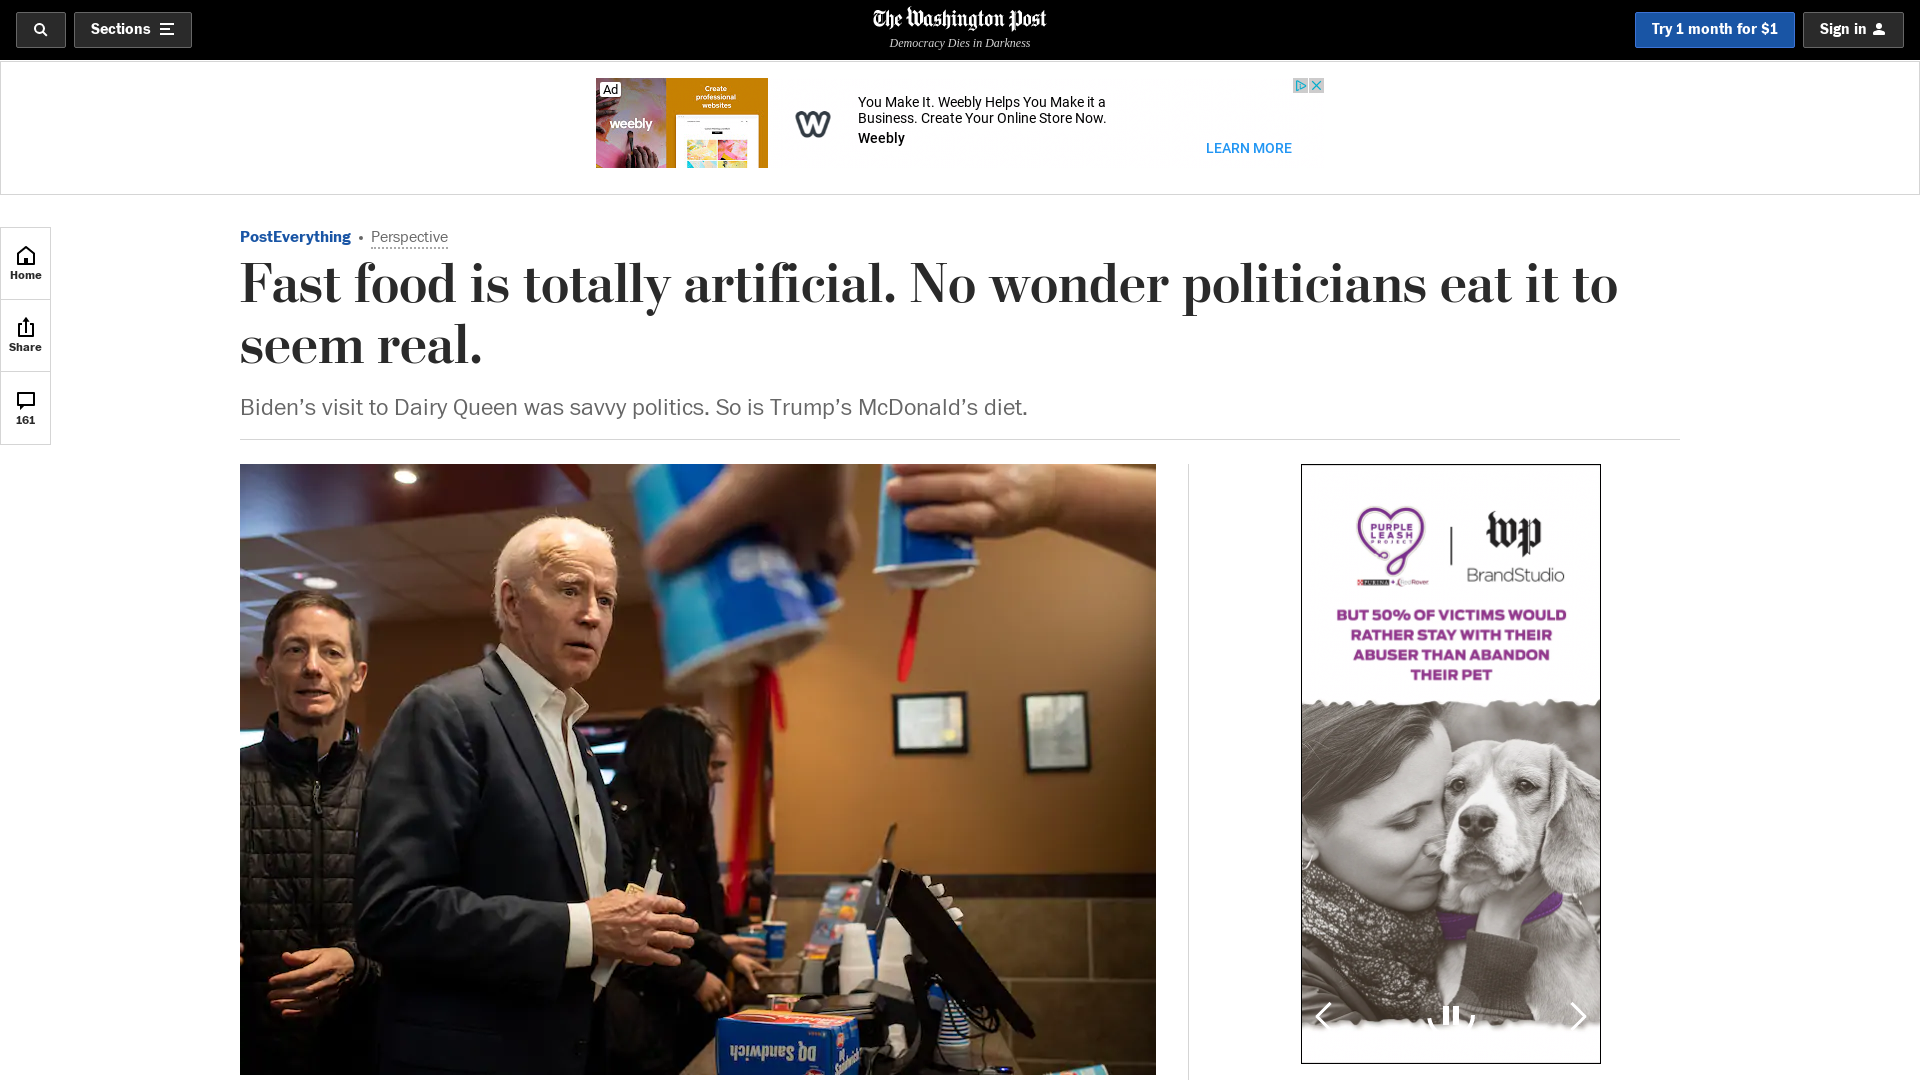 Sections
The Washington Post
Democracy Dies in Darkness
Try 1 month for $1
Sign in
Ad
weebly
Create
professional
websites
W
You Make It. Weebly Helps You Make it a
Business. Create Your Online Store Now.
Weebly
LEARN MORE
Home
Share
161
PostEverything • Perspective
Fast food is totally artificial. No wonder politicians eat it to
seem real.
Biden’s visit to Dairy Queen was savvy politics. So is Trump’s McDonald’s diet.
DQ Sandwich
PURPLE
LEASH
PROJECT
PURINA + RedRover
wp
BrandStudio
BUT 50% OF VICTIMS WOULD
RATHER STAY WITH THEIR
ABUSER THAN ABANDON
THEIR PET